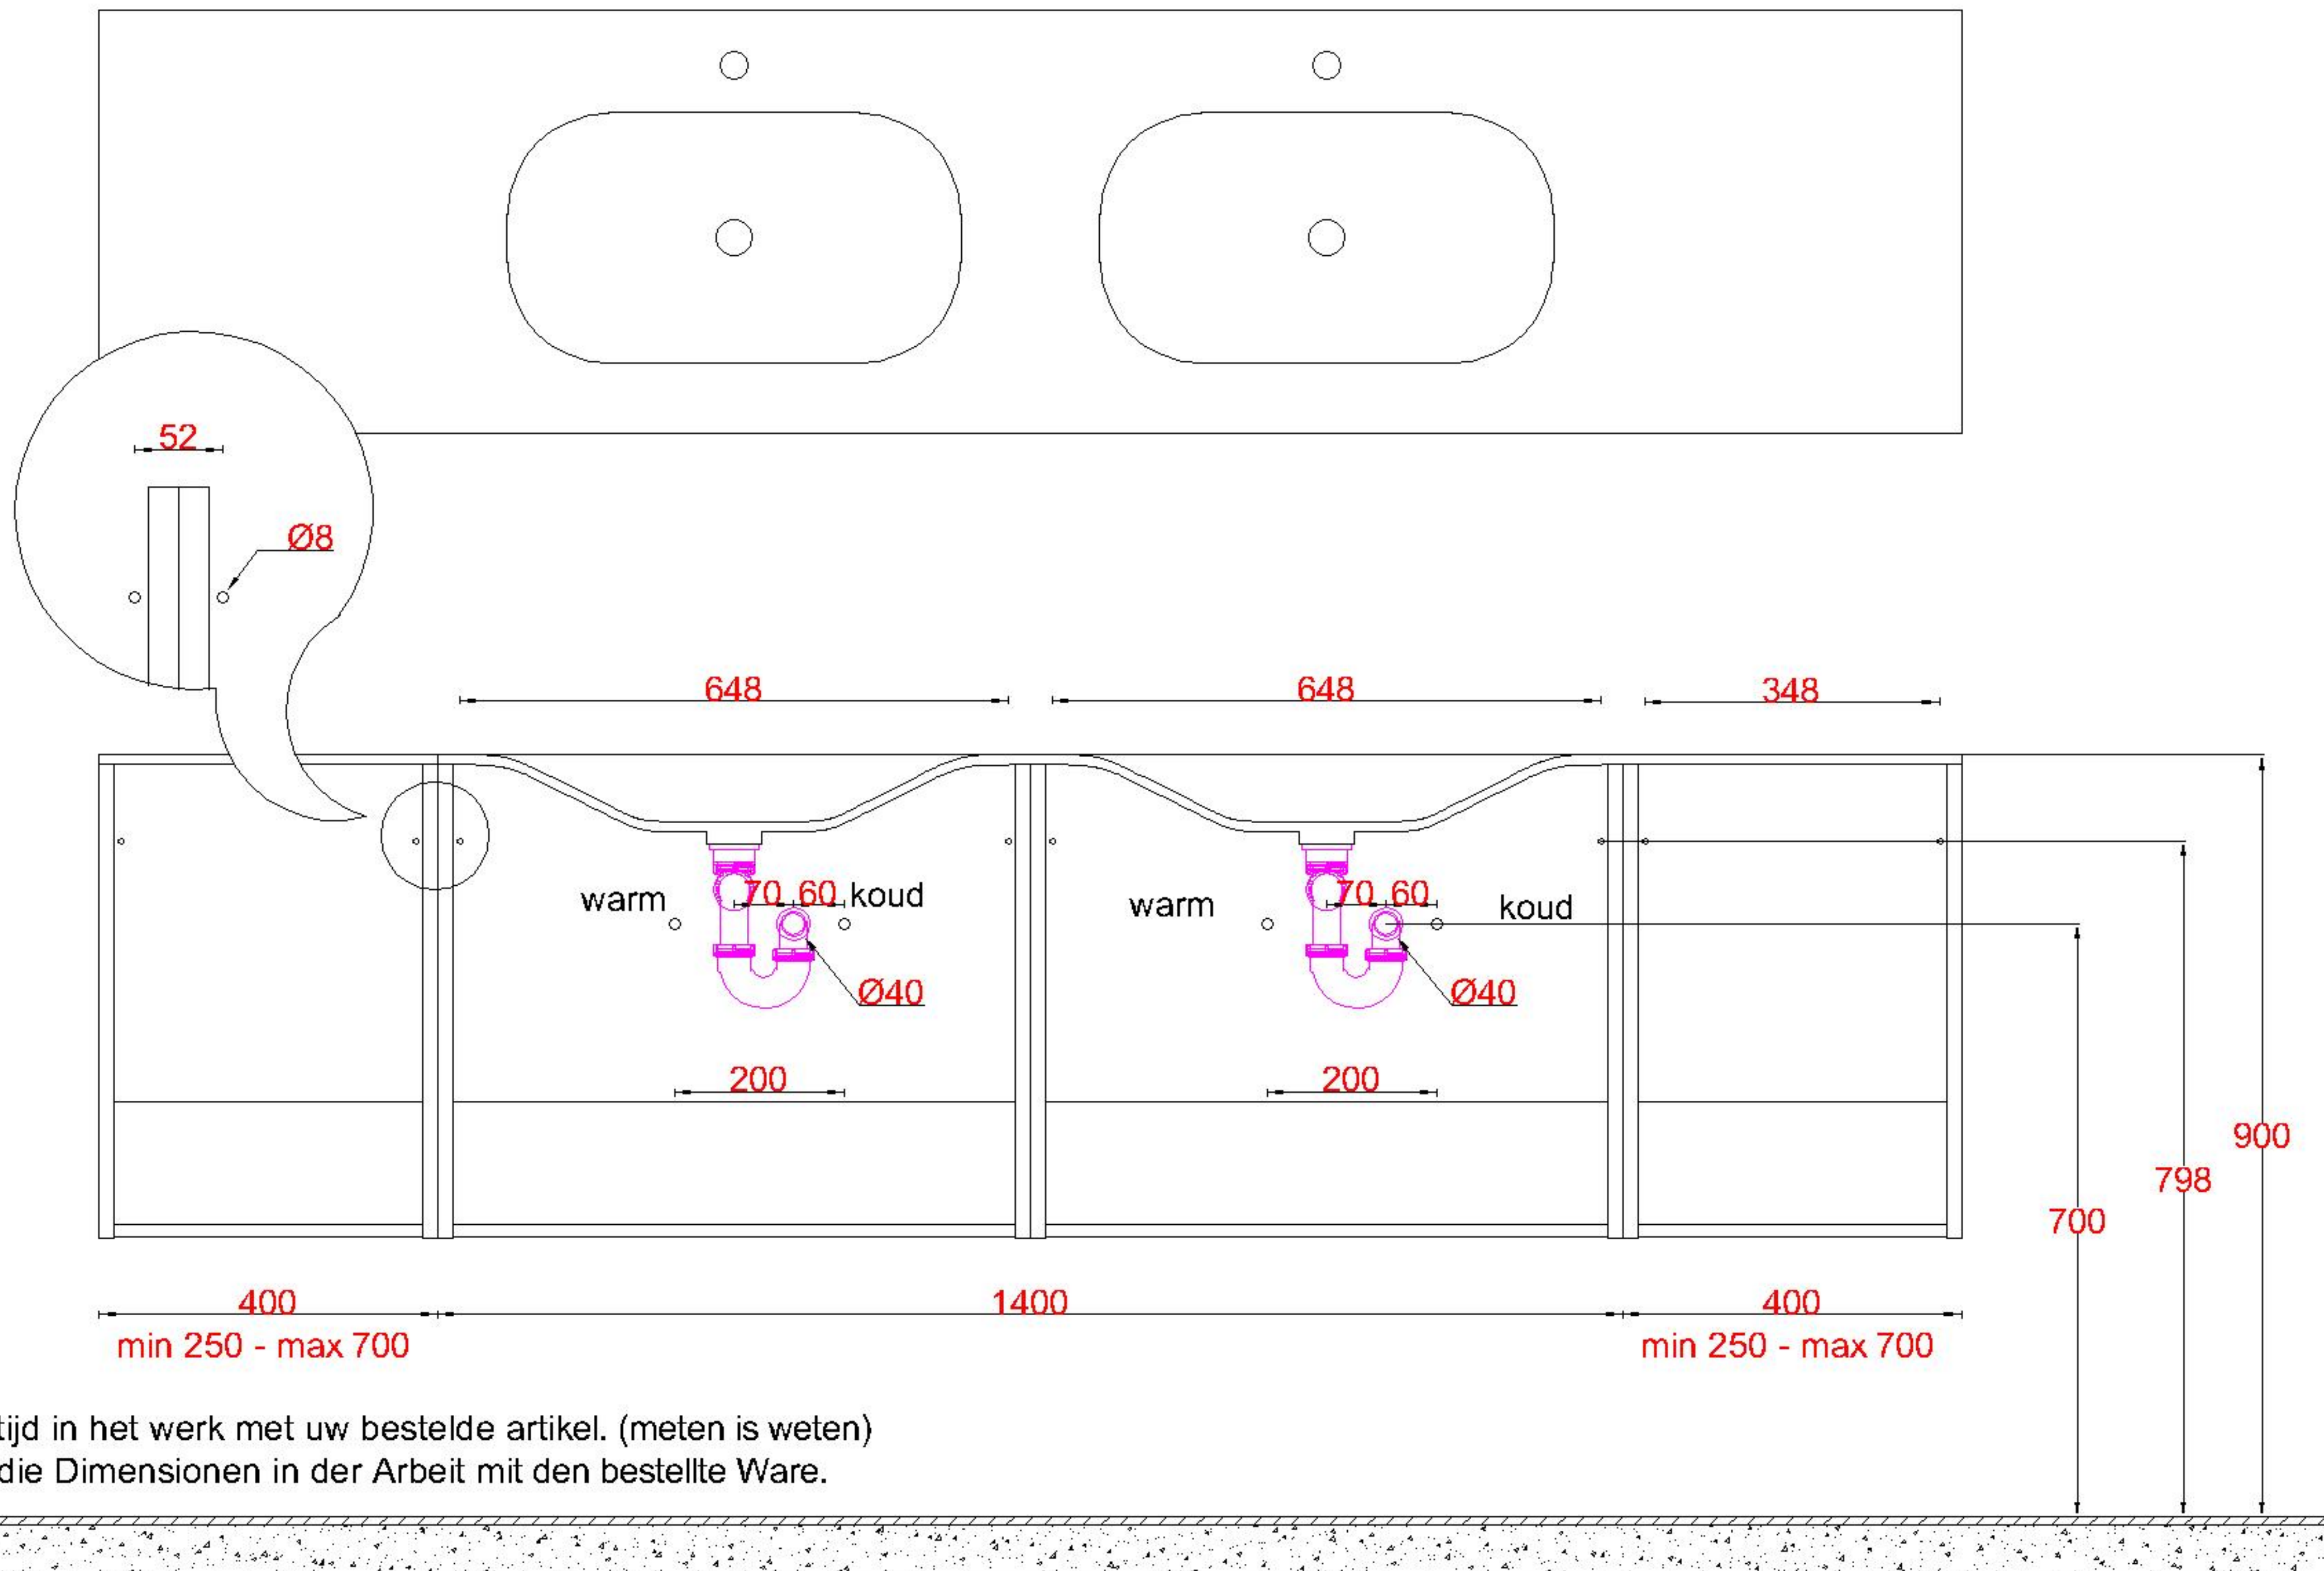 52
Ø8
648
648
348
warm
70
60
koud
warm
70
60
koud
Ø40
Ø40
200
200
900
798
700
400
1400
400
min 250 - max 700
min 250 - max 700
tijd in het werk met uw bestelde artikel. (meten is weten)
die Dimensionen in der Arbeit mit den bestellte Ware.